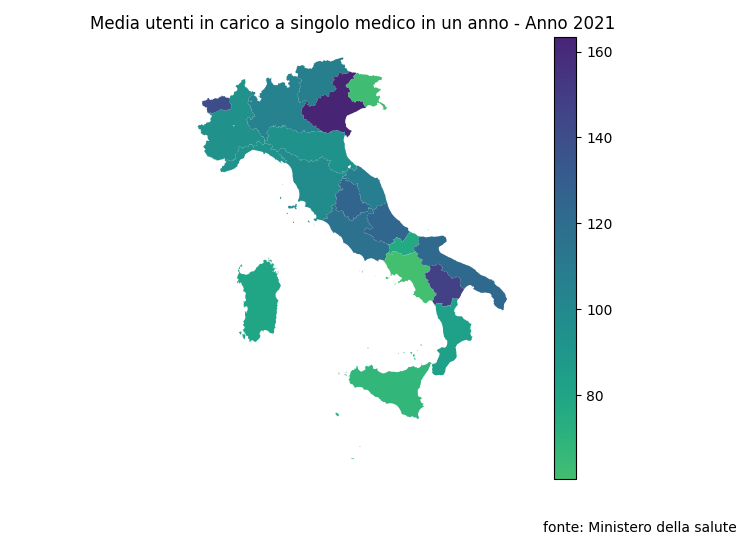 Media utenti in carico a singolo medico in un anno - Anno 2021
160
140
120
100
80
fonte: Ministero della salute